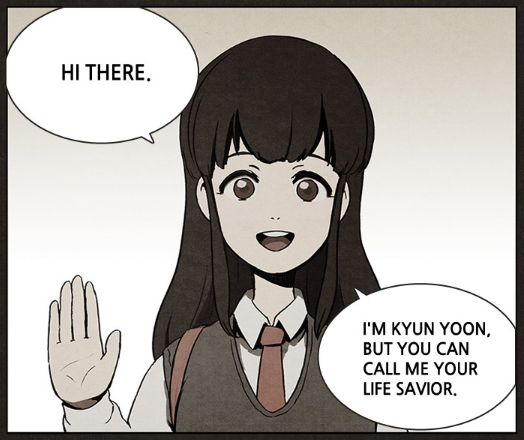 HI THERE.
I'M KYUN YOON,
BUT YOU CAN
CALL ME YOUR
LIFE SAVIOR.